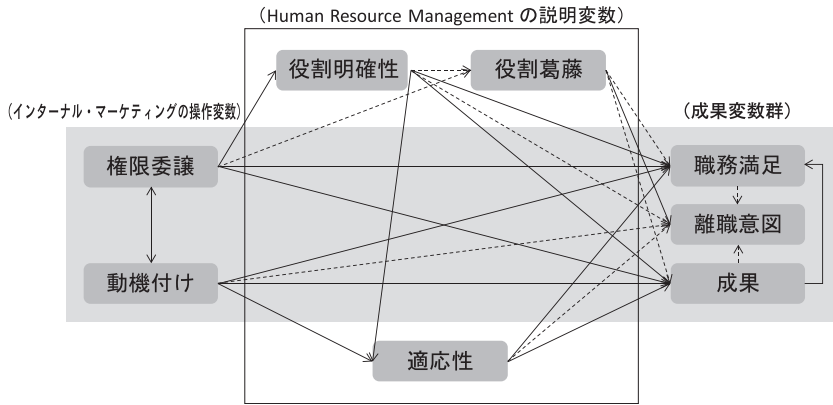 （Human Resource Management の説明変数）
役割明確性
役割葛藤
（インターナル・マーケティングの操作変数）
（成果変数群）
権限委譲
職務満足
離職意図
動機付け
成果
適応性